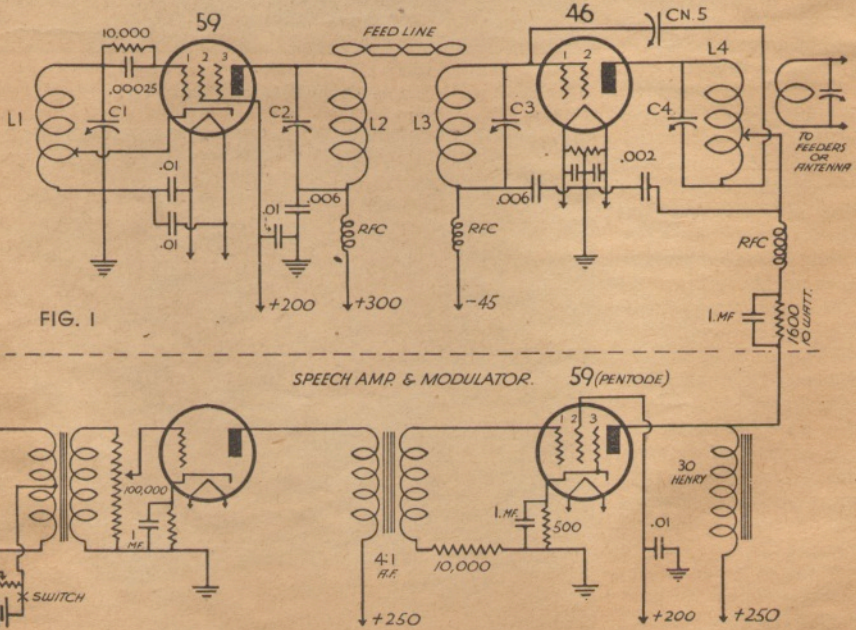 59
46
CN.5
10,000
FEED LINE
L4
1 2 3
1 2
.00025
L1
C1
C2
L2
L3
C3
C4
TO
FEEDERS
OR
ANTENNA
.01
.006
.002
.006
.01
.01
RFC
RFC
RFC
+200
+300
-45
FIG. 1
1.MF
1600
10 WATT.
SPEECH AMP. & MODULATOR.
59 (PENTODE)
1 2 3
100,000
30
HENRY
1
MF.
1.MF.
500
.01
4:1
A.F.
10,000
SWITCH
+250
+200
+250